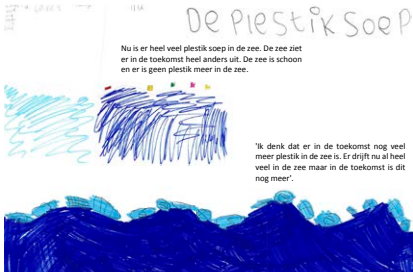 De PlestikSoep
Nu is er heel veel plestik soep in de zee. De zee ziet
er in de toekomst heel anders uit. De zee is schoon
en er is geen plestik meer in de zee.
'Ik denk dat er in de toekomst nog veel
meer plestik in de zee is. Er drijft nu al heel
veel in de zee maar in de toekomst is dit
nog meer'.